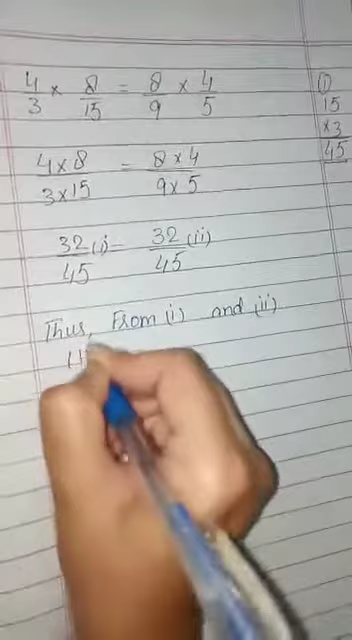 4/3 × 8/15 = 8/9 × 4/5
4×8/3×15 = 8×4/9×5
32/45 (i) = 32/45 (ii)
Thus, From (i) and (ii)
①
15
×3
45